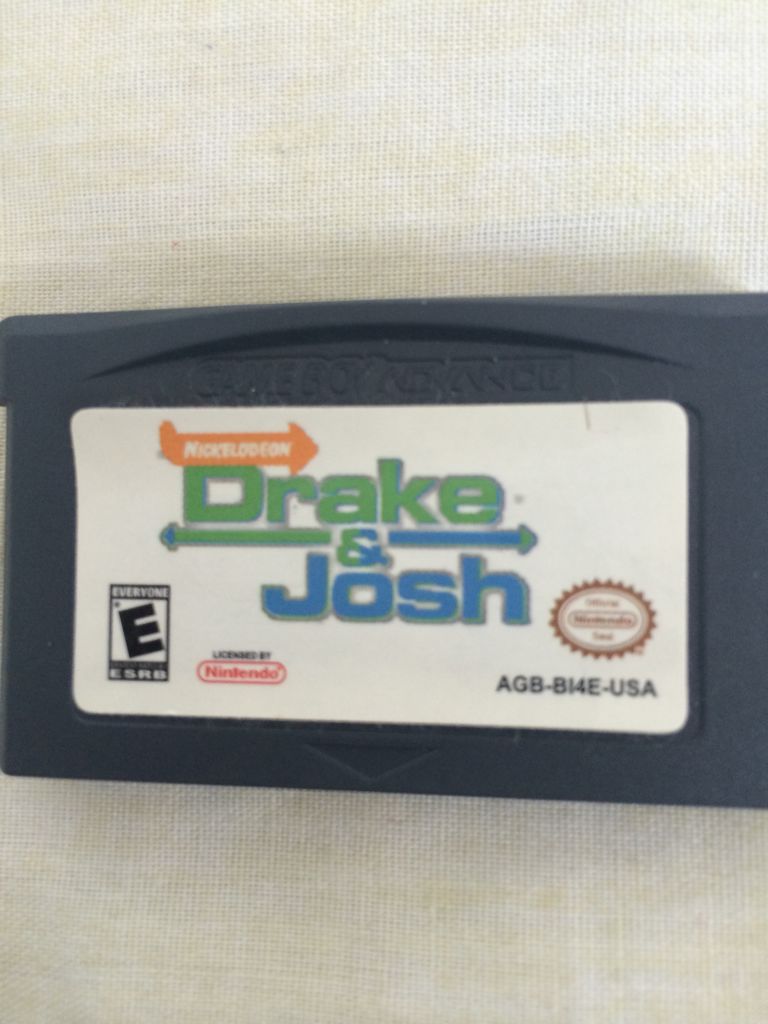 GAME BOY ADVANCE
NICKELODEON
Drake
&
Josh
EVERYONE
E
ESRB
LICENSED BY
Nintendo
Official
Nintendo
Seal
AGB-BI4E-USA